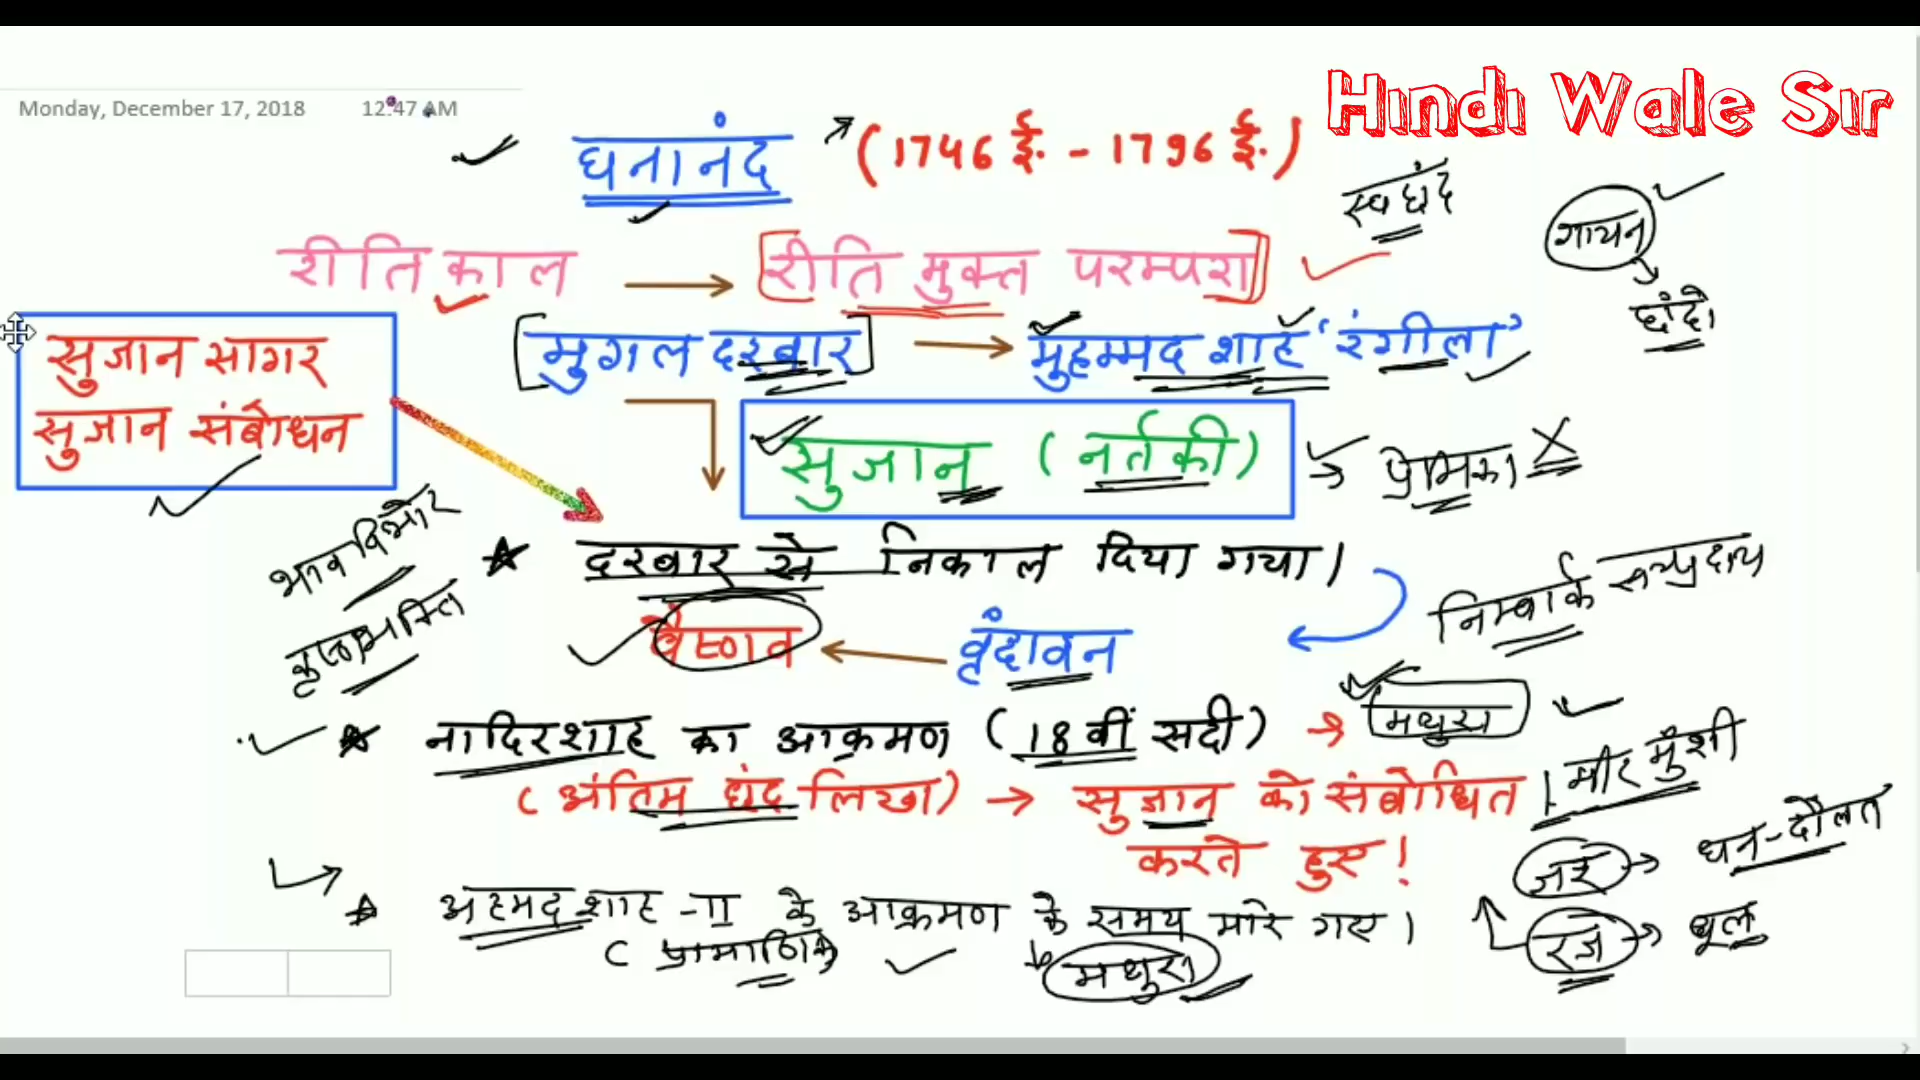 Hindi Wale Sir
Monday, December 17, 2018 12:47 AM
घनानंद (1746 ई. - 1796 ई.)
स्वछंद
गायन
छंदो
रीतिकाल रीति मुक्त परम्परा
मुगल दरबार मुहम्मद शाह 'रंगीला'
सुजान सागर
सुजान संबोधन
सुजान (नर्तकी) प्रेमिका X
भाव विभोर
कृष्णभक्ति
दरबार से निकाल दिया गया।
निम्बार्क सम्प्रदाय
वैष्णव वृंदावन
नादिरशाह का आक्रमण (18वीं सदी) मथुरा
मीर मुंशी
(अंतिम छंद लिखा) सुजान को संबोधित
करते हुए!
जर धन-दौलत
रज धूल
अहमद शाह -II के आक्रमण के समय मारे गए।
(प्रामाणिक) मथुरा